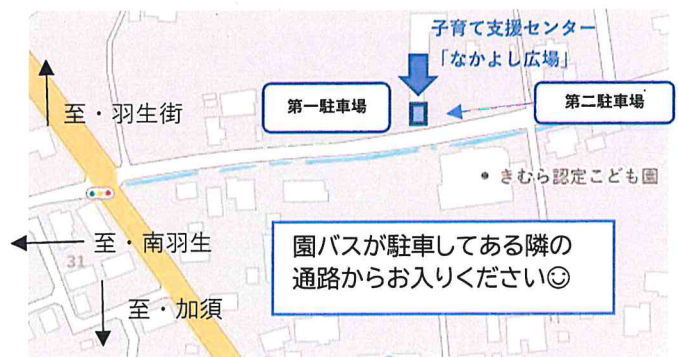 子育て支援センター
「なかよし広場」
至・羽生街
第一駐車場
第二駐車場
きむら認定こども園
至・南羽生
31
至・加須
園バスが駐車してある隣の
通路からお入りください☺